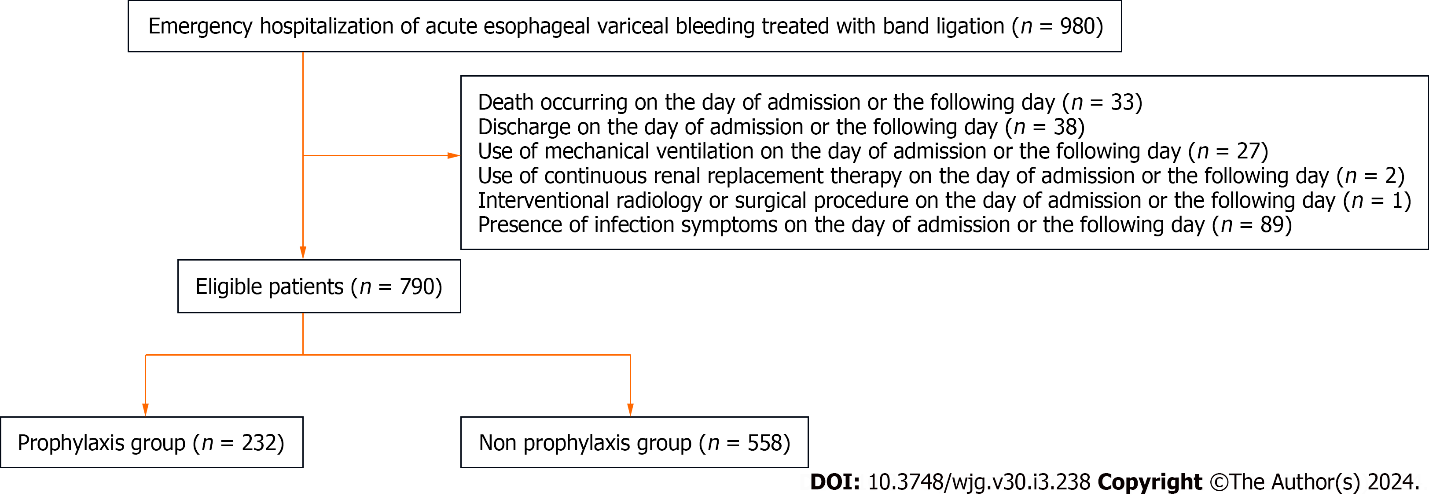 Emergency hospitalization of acute esophageal variceal bleeding treated with band ligation (n = 980)
Death occurring on the day of admission or the following day (n = 33)
Discharge on the day of admission or the following day (n = 38)
Use of mechanical ventilation on the day of admission or the following day (n = 27)
Use of continuous renal replacement therapy on the day of admission or the following day (n = 2)
Interventional radiology or surgical procedure on the day of admission or the following day (n = 1)
Presence of infection symptoms on the day of admission or the following day (n = 89)
Eligible patients (n = 790)
Prophylaxis group (n = 232)
Non prophylaxis group (n = 558)
DOI: 10.3748/wjg.v30.i3.238 Copyright ©The Author(s) 2024.